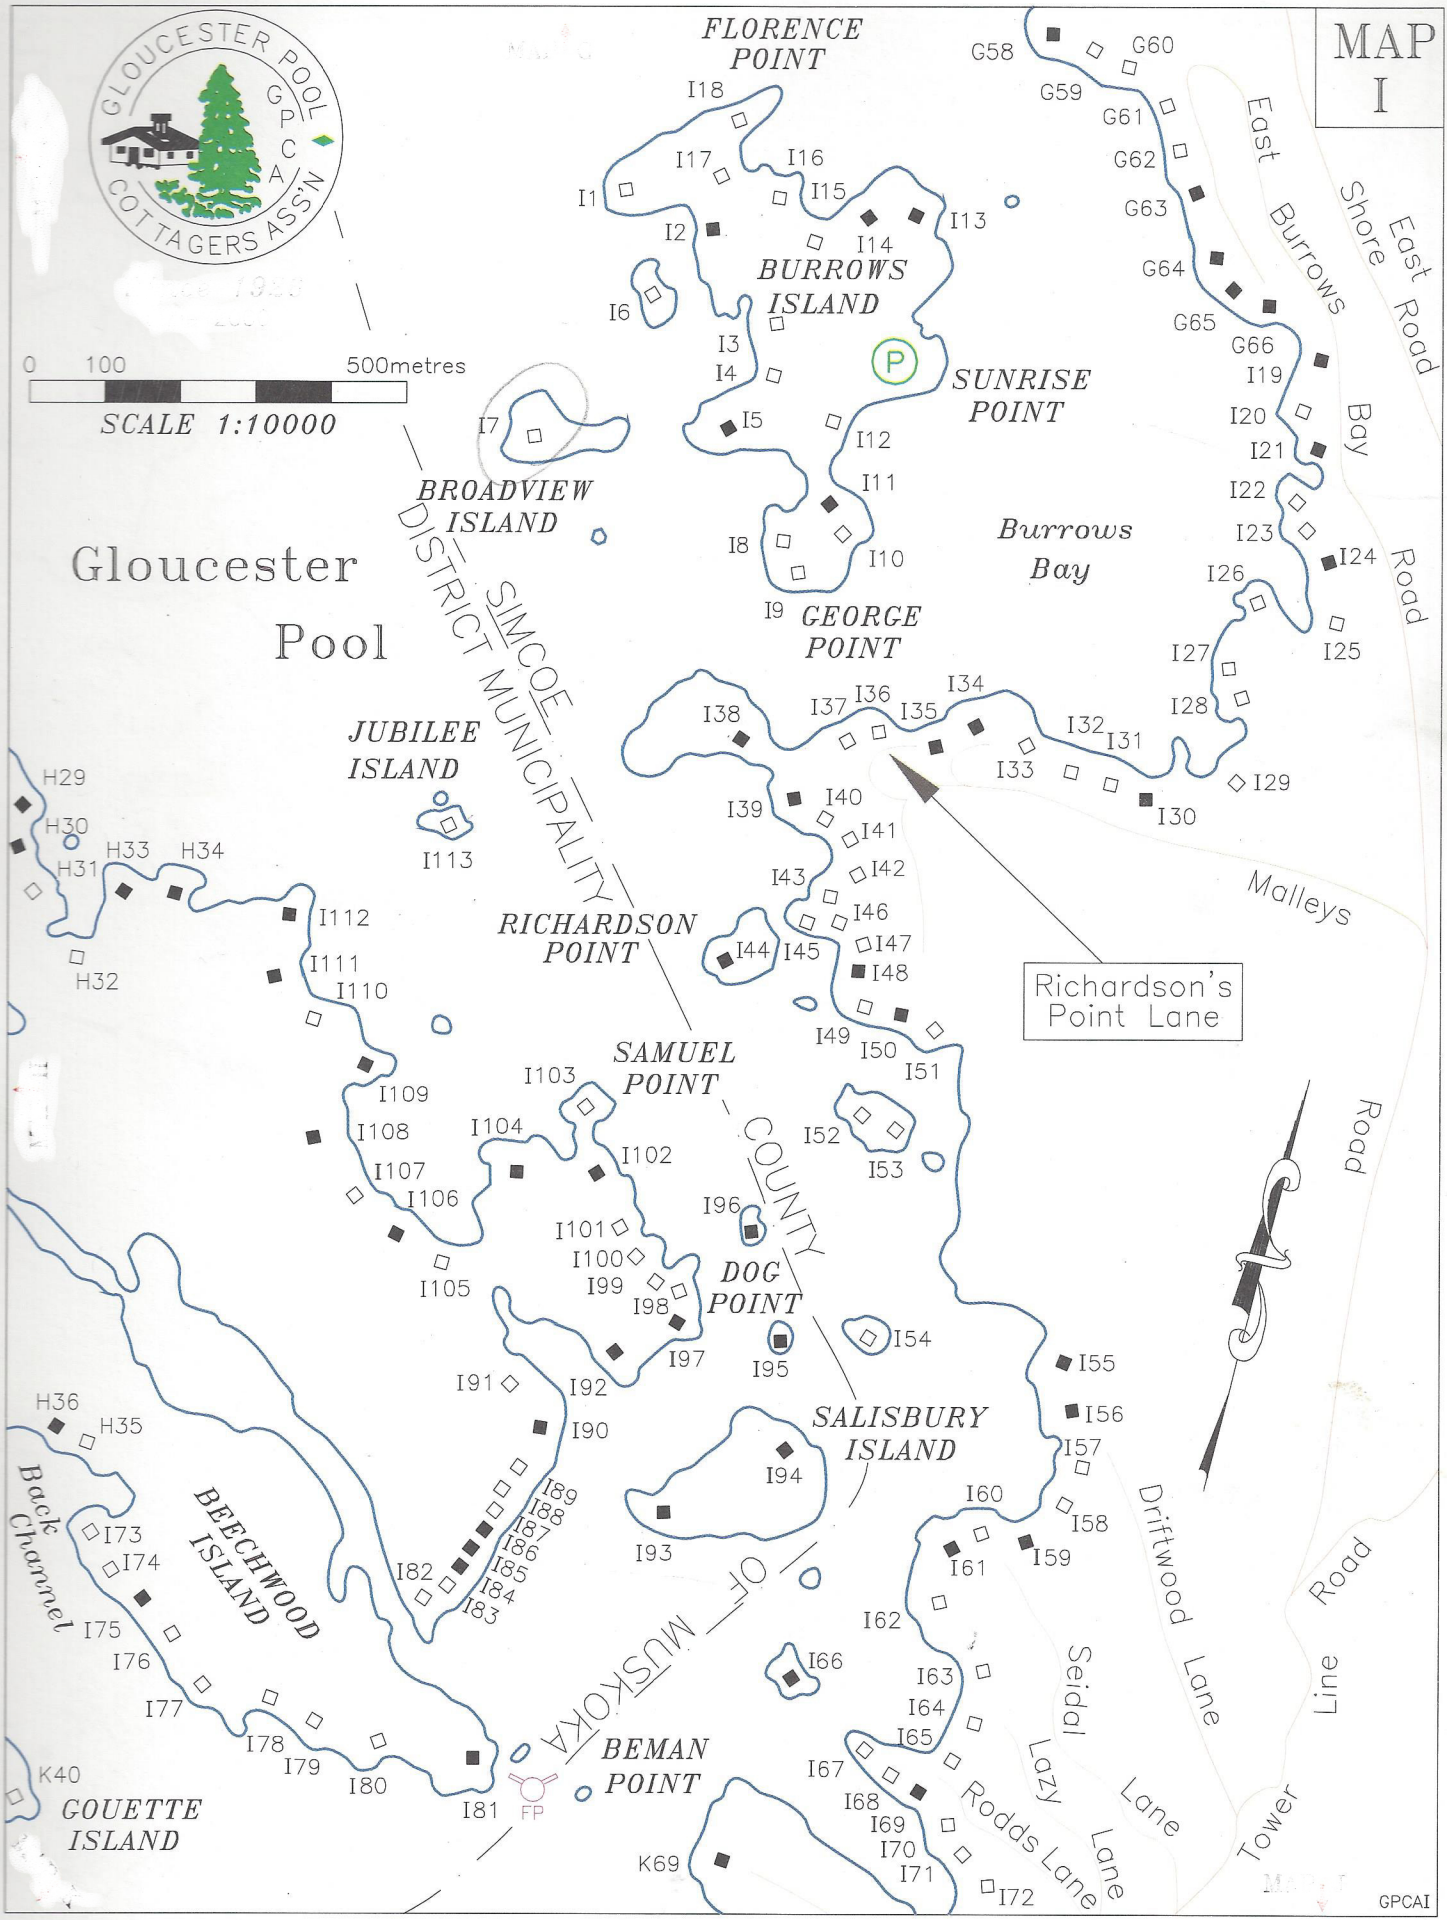 GLOUCESTER POOL
GPCA
COTTAGERS ASS'N
MAP
I
FLORENCE
POINT
G58
G59
G60
G61
G62
G63
G64
G65
G66
East
Burrows
Bay
Road
East
Shore
Road
I18
I17
I16
I15
I14
I13
I1
I2
I6
I3
I4
I5
BURROWS
ISLAND
P
SUNRISE
POINT
0 100 500metres
SCALE 1:10000
I7
BROADVIEW
ISLAND
I12
I11
I10
I8
I9
GEORGE
POINT
Burrows
Bay
I19
I20
I21
I22
I23
I24
I25
I26
I27
I28
I29
Gloucester
Pool
DISTRICT MUNICIPALITY
SIMCOE
COUNTY
OF
MUSKOKA
JUBILEE
ISLAND
I113
I38
I37
I36
I35
I34
I33
I32
I31
I30
I39
I40
I41
I42
I43
I46
I45
I47
I48
I44
I49
I50
I51
RICHARDSON
POINT
Malleys
Road
Richardson's
Point Lane
H29
H30
H31
H33
H34
H32
I112
I111
I110
I109
I108
I107
I106
I105
I104
I103
SAMUEL
POINT
I102
I101
I100
I99
I98
I97
I96
DOG
POINT
I95
I52
I53
I54
I55
I56
I57
I58
I59
I60
I61
I62
SALISBURY
ISLAND
I94
I93
I92
I91
I90
I89
I88
I87
I86
I85
I84
I83
I82
H36
H35
Back
Channel
BEECHWOOD
ISLAND
I73
I74
I75
I76
I77
I78
I79
I80
I81
FP
K40
GOUETTE
ISLAND
BEMAN
POINT
K69
I66
I63
I64
I65
I67
I68
I69
I70
I71
I72
Driftwood Lane
Seidal
Lane
Lazy
Lane
Rodds Lane
Tower
Line
Road
GPCAI